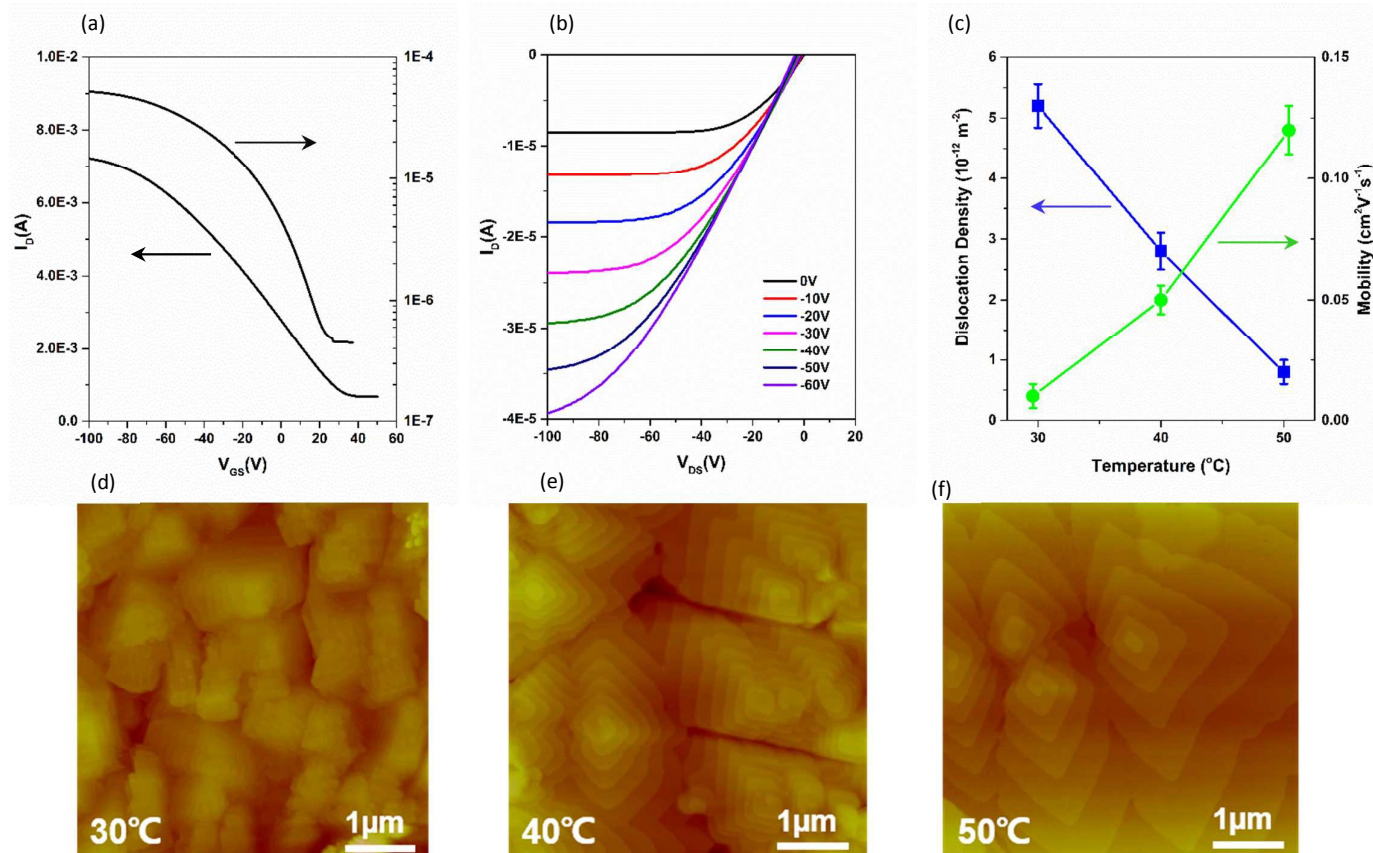 (a)
1.0E-2
8.0E-3
6.0E-3
4.0E-3
2.0E-3
0.0
I_D(A)
1E-4
1E-5
1E-6
1E-7
-100 -80 -60 -40 -20 0 20 40 60
V_GS(V)
(b)
0
-1E-5
-2E-5
-3E-5
-4E-5
I_D(A)
0V
-10V
-20V
-30V
-40V
-50V
-60V
-100 -80 -60 -40 -20 0 20
V_DS(V)
(c)
6
5
4
3
2
1
0
Dislocation Density (10^-12 m^-2)
0.15
0.10
0.05
0.00
Mobility (cm^2V^-1s^-1)
30 40 50
Temperature (°C)
(d)
30℃
1μm
(e)
40℃
1μm
(f)
50℃
1μm